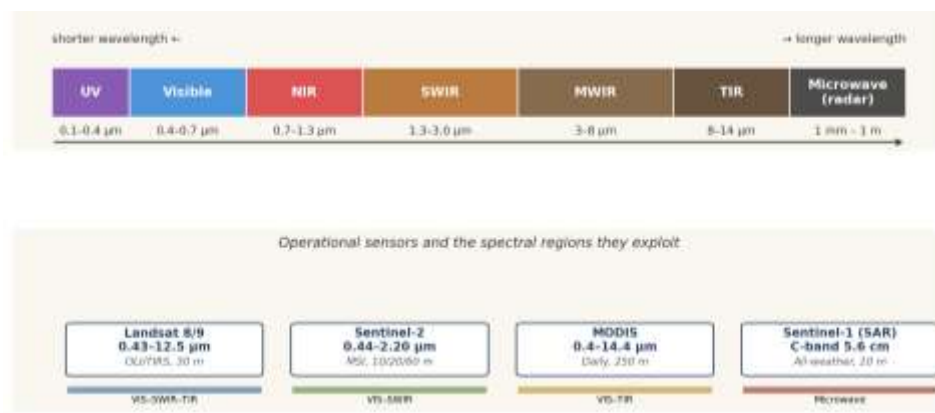 shorter wavelength ←
→ longer wavelength
UV
Visible
NIR
SWIR
MWIR
TIR
Microwave
(radar)
0.1–0.4 μm
0.4–0.7 μm
0.7–1.3 μm
1.3–3.0 μm
3–8 μm
8–14 μm
1 mm – 1 m
Operational sensors and the spectral regions they exploit
Landsat 8/9
0.43–12.5 μm
OLI/TIRS, 30 m
Sentinel-2
0.44–2.20 μm
MSI, 10/20/60 m
MODIS
0.4–14.4 μm
Daily, 250 m
Sentinel-1 (SAR)
C-band 5.6 cm
All-weather, 10 m
VIS–SWIR–TIR
VIS–SWIR
VIS–TIR
Microwave